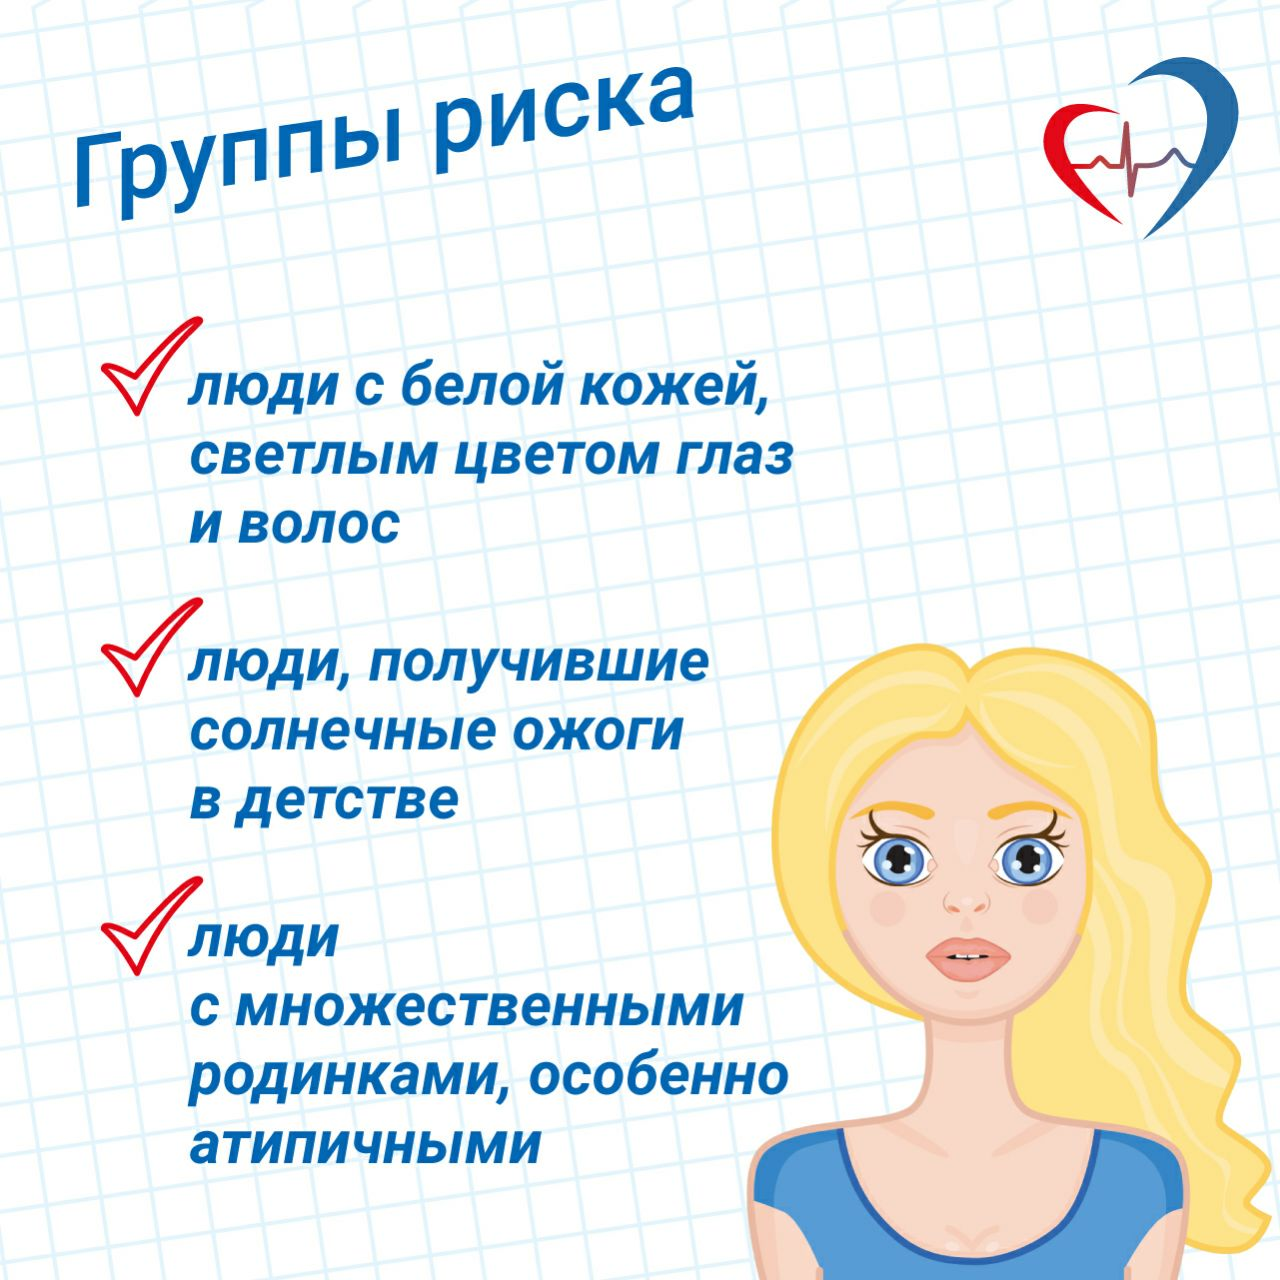 Группы риска
люди с белой кожей,
светлым цветом глаз
и волос
люди, получившие
солнечные ожоги
в детстве
люди
с множественными
родинками, особенно
атипичными